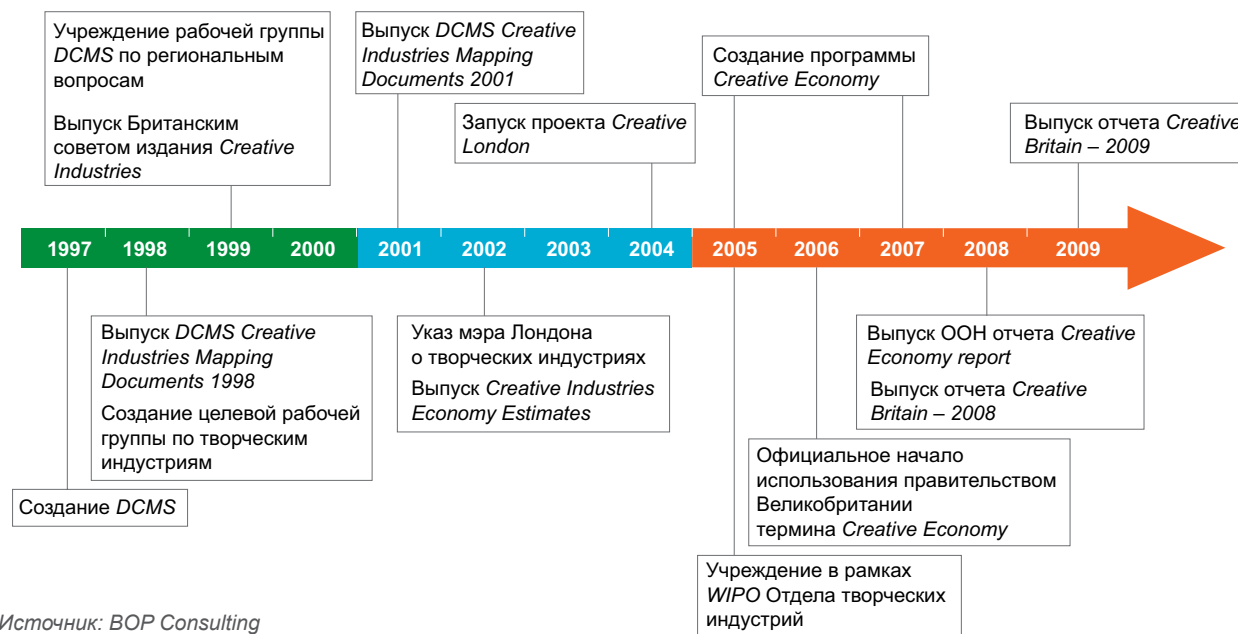 Учреждение рабочей группы
DCMS по региональным
вопросам
Выпуск Британским
советом издания Creative
Industries
Выпуск DCMS Creative
Industries Mapping
Documents 2001
Запуск проекта Creative
London
Создание программы
Creative Economy
Выпуск отчета Creative
Britain – 2009
1997 1998 1999 2000 2001 2002 2003 2004 2005 2006 2007 2008 2009
Выпуск DCMS Creative
Industries Mapping
Documents 1998
Создание целевой рабочей
группы по творческим
индустриям
Создание DCMS
Указ мэра Лондона
о творческих индустриях
Выпуск Creative Industries
Economy Estimates
Выпуск ООН отчета Creative
Economy report
Выпуск отчета Creative
Britain – 2008
Официальное начало
использования правительством
Великобритании
термина Creative Economy
Учреждение в рамках
WIPO Отдела творческих
индустрий
Источник: BOP Consulting